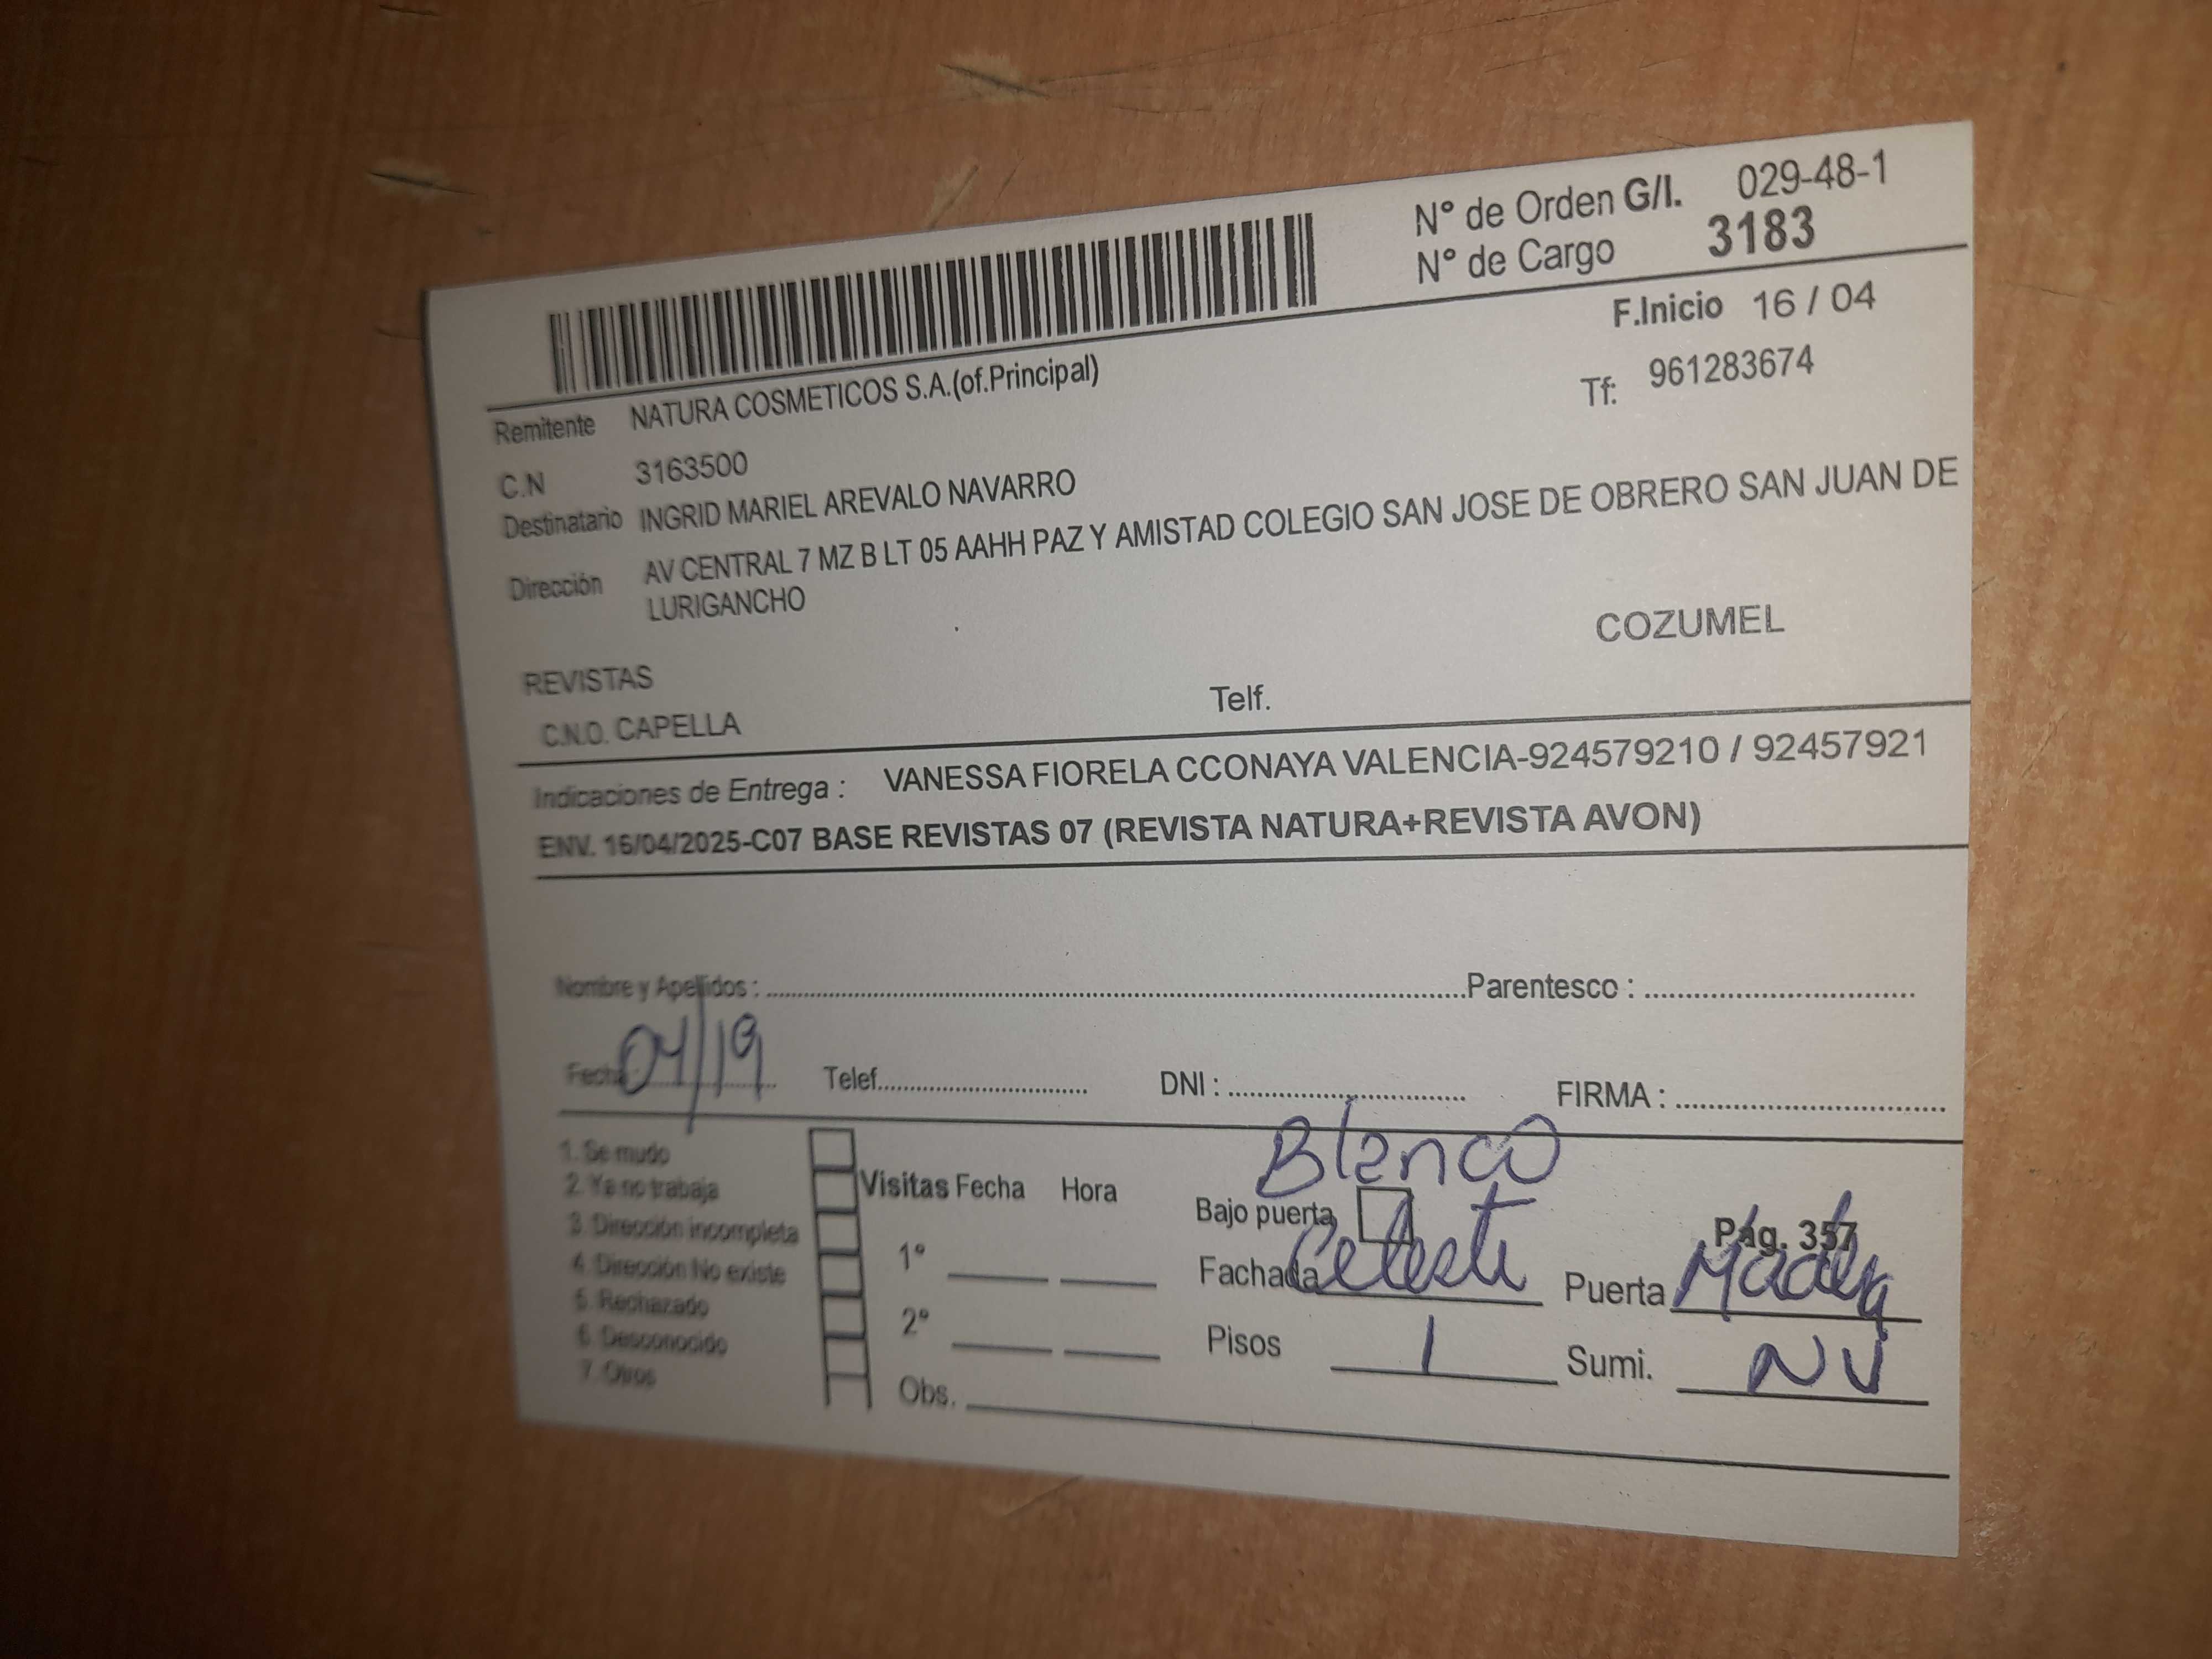 N° de Orden G/I. 029-48-1
N° de Cargo 3183
F.Inicio 16 / 04
Remitente NATURA COSMETICOS S.A.(of.Principal)
Tf: 961283674
C.N 3163500
Destinatario INGRID MARIEL AREVALO NAVARRO
Dirección AV CENTRAL 7 MZ B LT 05 AAHH PAZ Y AMISTAD COLEGIO SAN JOSE DE OBRERO SAN JUAN DE
LURIGANCHO
COZUMEL
REVISTAS
C.N.O. CAPELLA Telf.
Indicaciones de Entrega : VANESSA FIORELA CCONAYA VALENCIA-924579210 / 92457921
ENV. 16/04/2025-C07 BASE REVISTAS 07 (REVISTA NATURA+REVISTA AVON)
Nombre y Apellidos : Parentesco :
Fecha 04/19 Telef. DNI : FIRMA :
1. Se mudo
2. Ya no trabaja
3. Dirección incompleta
4. Dirección No existe
5. Rechazado
6. Desconocido
7. Otros
Visitas Fecha Hora
1°
2°
Obs.
Blanco
Bajo puerta Pág. 357
Fachada Celeste Puerta Madera
Pisos 1 Sumi. NV